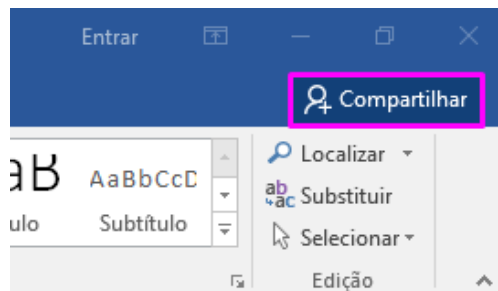 Entrar
Compartilhar
Localizar
AaBbCcD
Substituir
ulo Subtítulo
Selecionar
Edição